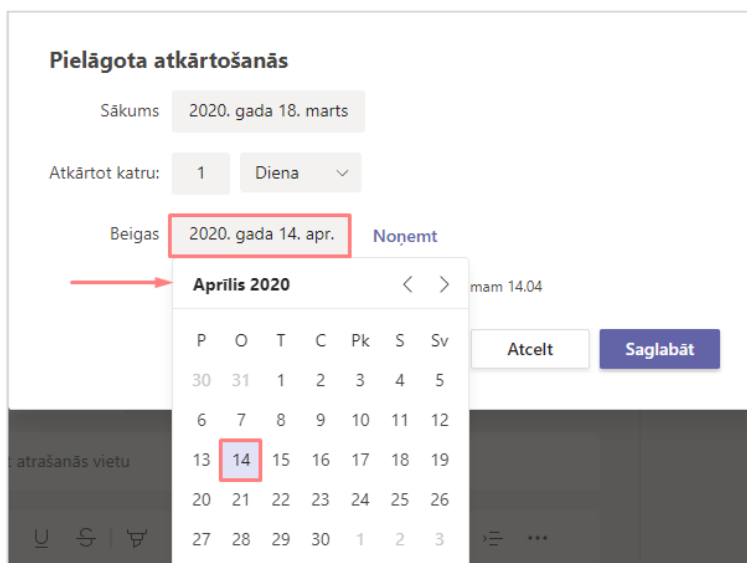 Pielāgota atkārtošanās
Sākums 2020. gada 18. marts
Atkārtot katru: 1 Diena
Beigas 2020. gada 14. apr. Noņemt
Aprīlis 2020
mam 14.04
P O T C Pk S Sv
Atcelt Saglabāt
30 31 1 2 3 4 5
6 7 8 9 10 11 12
atrašanās vietu
13 14 15 16 17 18 19
20 21 22 23 24 25 26
27 28 29 30 1 2 3